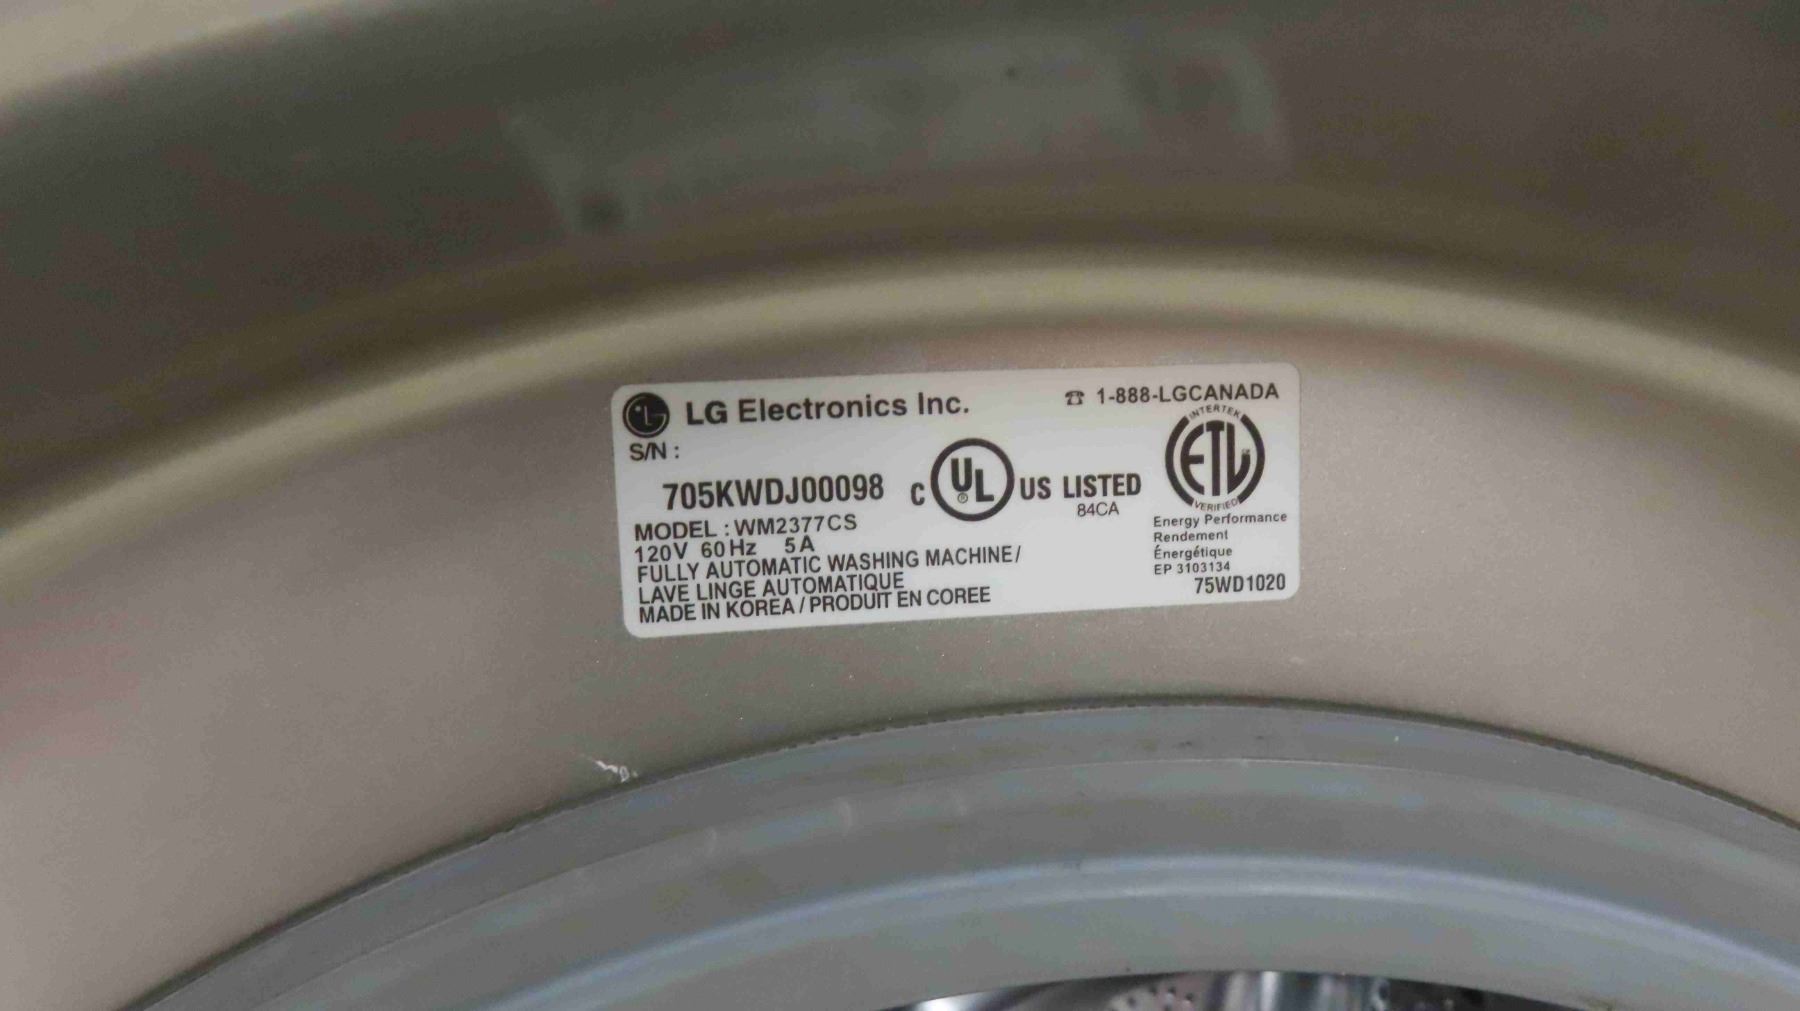 LG LG Electronics Inc.
☎ 1-888-LGCANADA
S/N :
705KWDJ00098
MODEL : WM2377CS
120V 60Hz 5A
FULLY AUTOMATIC WASHING MACHINE/
LAVE LINGE AUTOMATIQUE
MADE IN KOREA / PRODUIT EN COREE
C UL ® US LISTED
84CA
INTERTEK
ETL
VERIFIED
Energy Performance
Rendement
Énergétique
EP 3103134
75WD1020